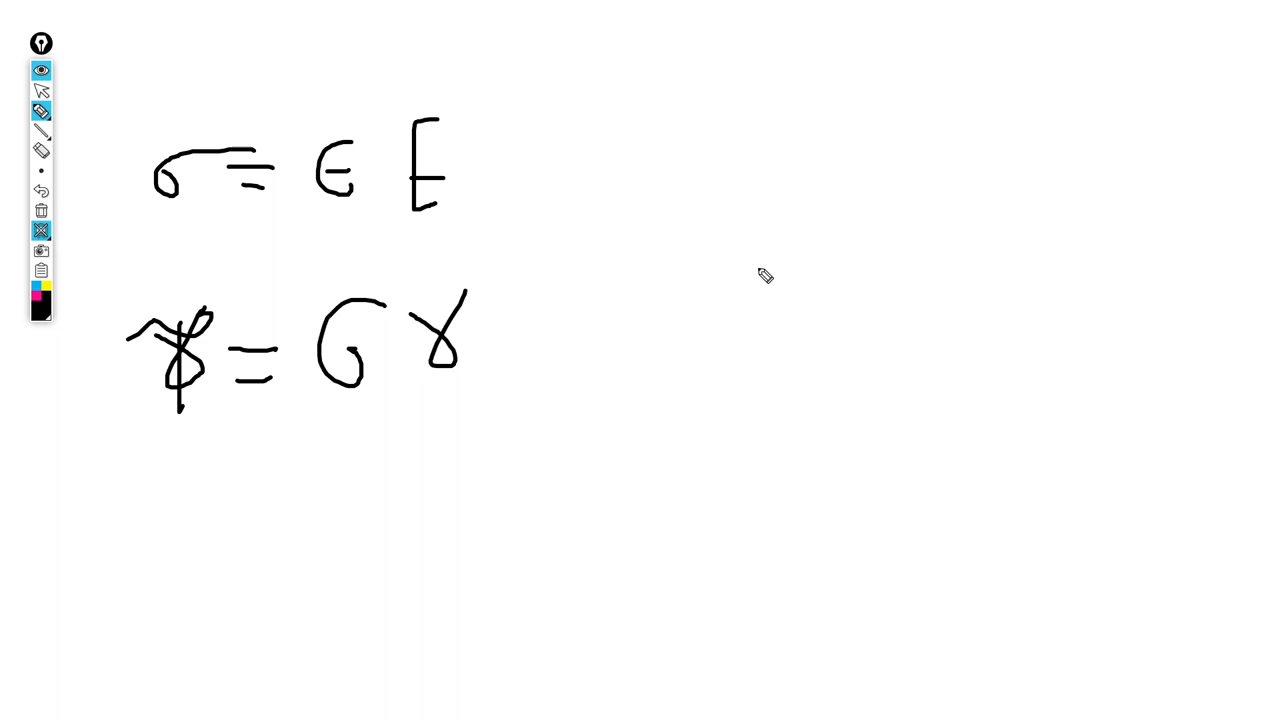 σ = ϵ E
τ = G γ